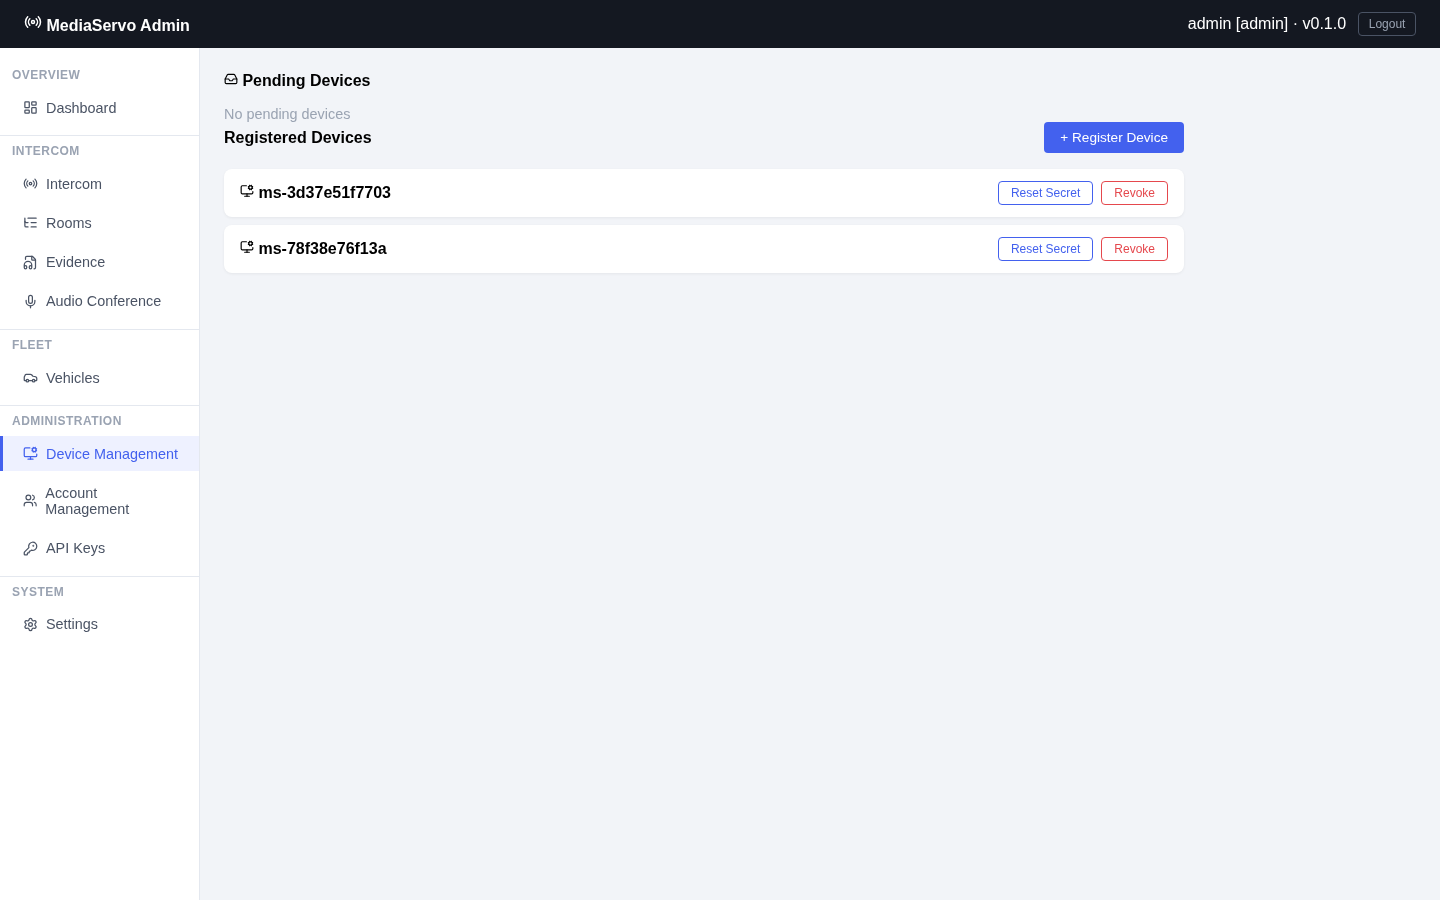 MediaServo Admin
admin [admin] · v0.1.0
Logout
OVERVIEW
Dashboard
INTERCOM
Intercom
Rooms
Evidence
Audio Conference
FLEET
Vehicles
ADMINISTRATION
Device Management
Account
Management
API Keys
SYSTEM
Settings
Pending Devices
No pending devices
Registered Devices
+ Register Device
ms-3d37e51f7703
Reset Secret
Revoke
ms-78f38e76f13a
Reset Secret
Revoke